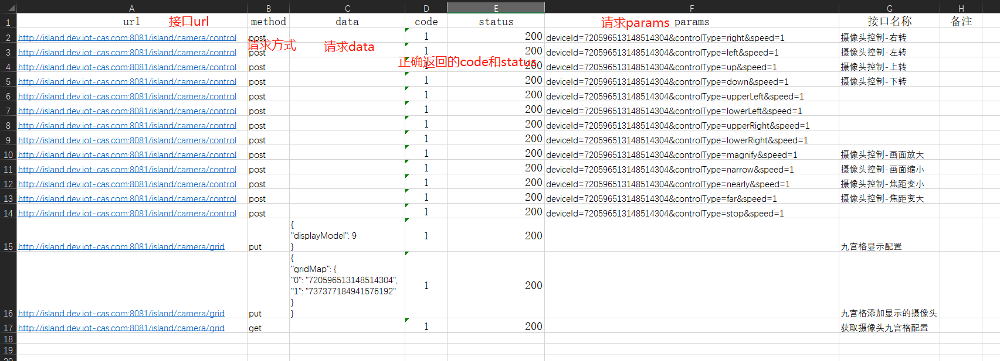 A B C D E F G H
1 url 接口url method data code status 请求params params 接口名称 备注
2 http://island.dev.iot-cas.com:8081/island/camera/control post 1 200 deviceId=720596513148514304&controlType=right&speed=1 摄像头控制-右转
请求方式 请求data
3 http://island.dev.iot-cas.com:8081/island/camera/control post 1 200 deviceId=720596513148514304&controlType=left&speed=1 摄像头控制-左转
正确返回的code和status
4 http://island.dev.iot-cas.com:8081/island/camera/control post 1 200 deviceId=720596513148514304&controlType=up&speed=1 摄像头控制-上转
5 http://island.dev.iot-cas.com:8081/island/camera/control post 1 200 deviceId=720596513148514304&controlType=down&speed=1 摄像头控制-下转
6 http://island.dev.iot-cas.com:8081/island/camera/control post 1 200 deviceId=720596513148514304&controlType=upperLeft&speed=1
7 http://island.dev.iot-cas.com:8081/island/camera/control post 1 200 deviceId=720596513148514304&controlType=lowerLeft&speed=1
8 http://island.dev.iot-cas.com:8081/island/camera/control post 1 200 deviceId=720596513148514304&controlType=upperRight&speed=1
9 http://island.dev.iot-cas.com:8081/island/camera/control post 1 200 deviceId=720596513148514304&controlType=lowerRight&speed=1
10 http://island.dev.iot-cas.com:8081/island/camera/control post 1 200 deviceId=720596513148514304&controlType=magnify&speed=1 摄像头控制-画面放大
11 http://island.dev.iot-cas.com:8081/island/camera/control post 1 200 deviceId=720596513148514304&controlType=narrow&speed=1 摄像头控制-画面缩小
12 http://island.dev.iot-cas.com:8081/island/camera/control post 1 200 deviceId=720596513148514304&controlType=nearly&speed=1 摄像头控制-焦距变小
13 http://island.dev.iot-cas.com:8081/island/camera/control post 1 200 deviceId=720596513148514304&controlType=far&speed=1 摄像头控制-焦距变大
14 http://island.dev.iot-cas.com:8081/island/camera/control post 1 200 deviceId=720596513148514304&controlType=stop&speed=1
{
"displayModel": 9 1 200
15 http://island.dev.iot-cas.com:8081/island/camera/grid put } 九宫格显示配置
{
"gridMap": {
"0": "720596513148514304", 1 200
"1": "737377184941576192"
}
16 http://island.dev.iot-cas.com:8081/island/camera/grid put } 九宫格添加显示的摄像头
17 http://island.dev.iot-cas.com:8081/island/camera/grid get 1 200 获取摄像头九宫格配置
18
19
20